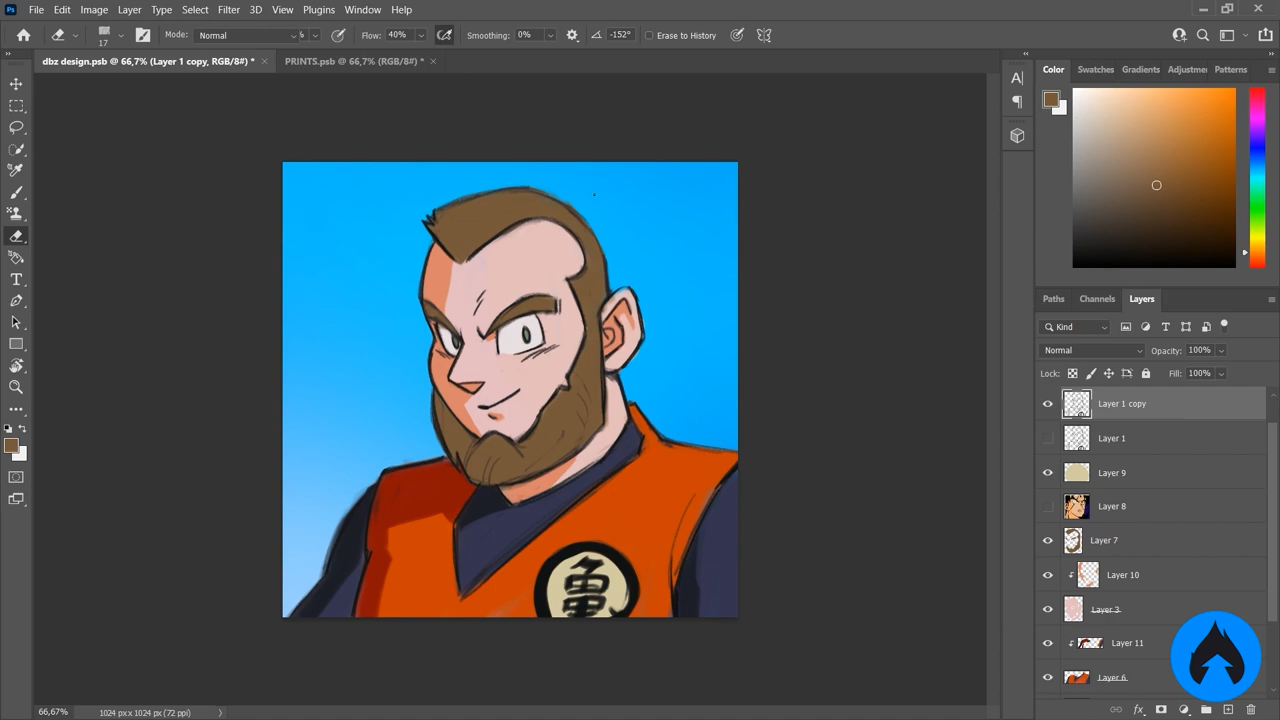 Ps File Edit Image Layer Type Select Filter 3D View Plugins Window Help
17 Mode: Normal % Flow: 40% Smoothing: 0% -152° Erase to History
dbz design.psb @ 66,7% (Layer 1 copy, RGB/8#) * × PRINTS.psb @ 66,7% (RGB/8#) * ×
Color Swatches Gradients Adjustme Patterns
A
Paths Channels Layers
Kind
Normal Opacity: 100%
Lock: Fill: 100%
Layer 1 copy
Layer 1
Layer 9
Layer 8
Layer 7
Layer 10
Layer 3
Layer 11
Layer 6
亀
66,67% 1024 px x 1024 px (72 ppi)